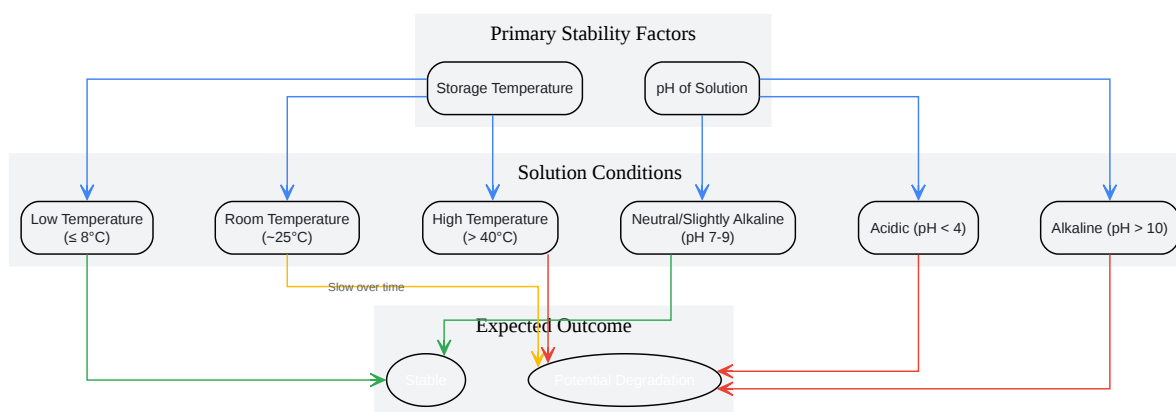 Primary Stability Factors
Storage Temperature
pH of Solution
Solution Conditions
Low Temperature
(≤ 8°C)
Room Temperature
(~25°C)
High Temperature
(> 40°C)
Neutral/Slightly Alkaline
(pH 7-9)
Acidic (pH < 4)
Alkaline (pH > 10)
Slow over time
Expected Outcome
Stable
Potential Degradation